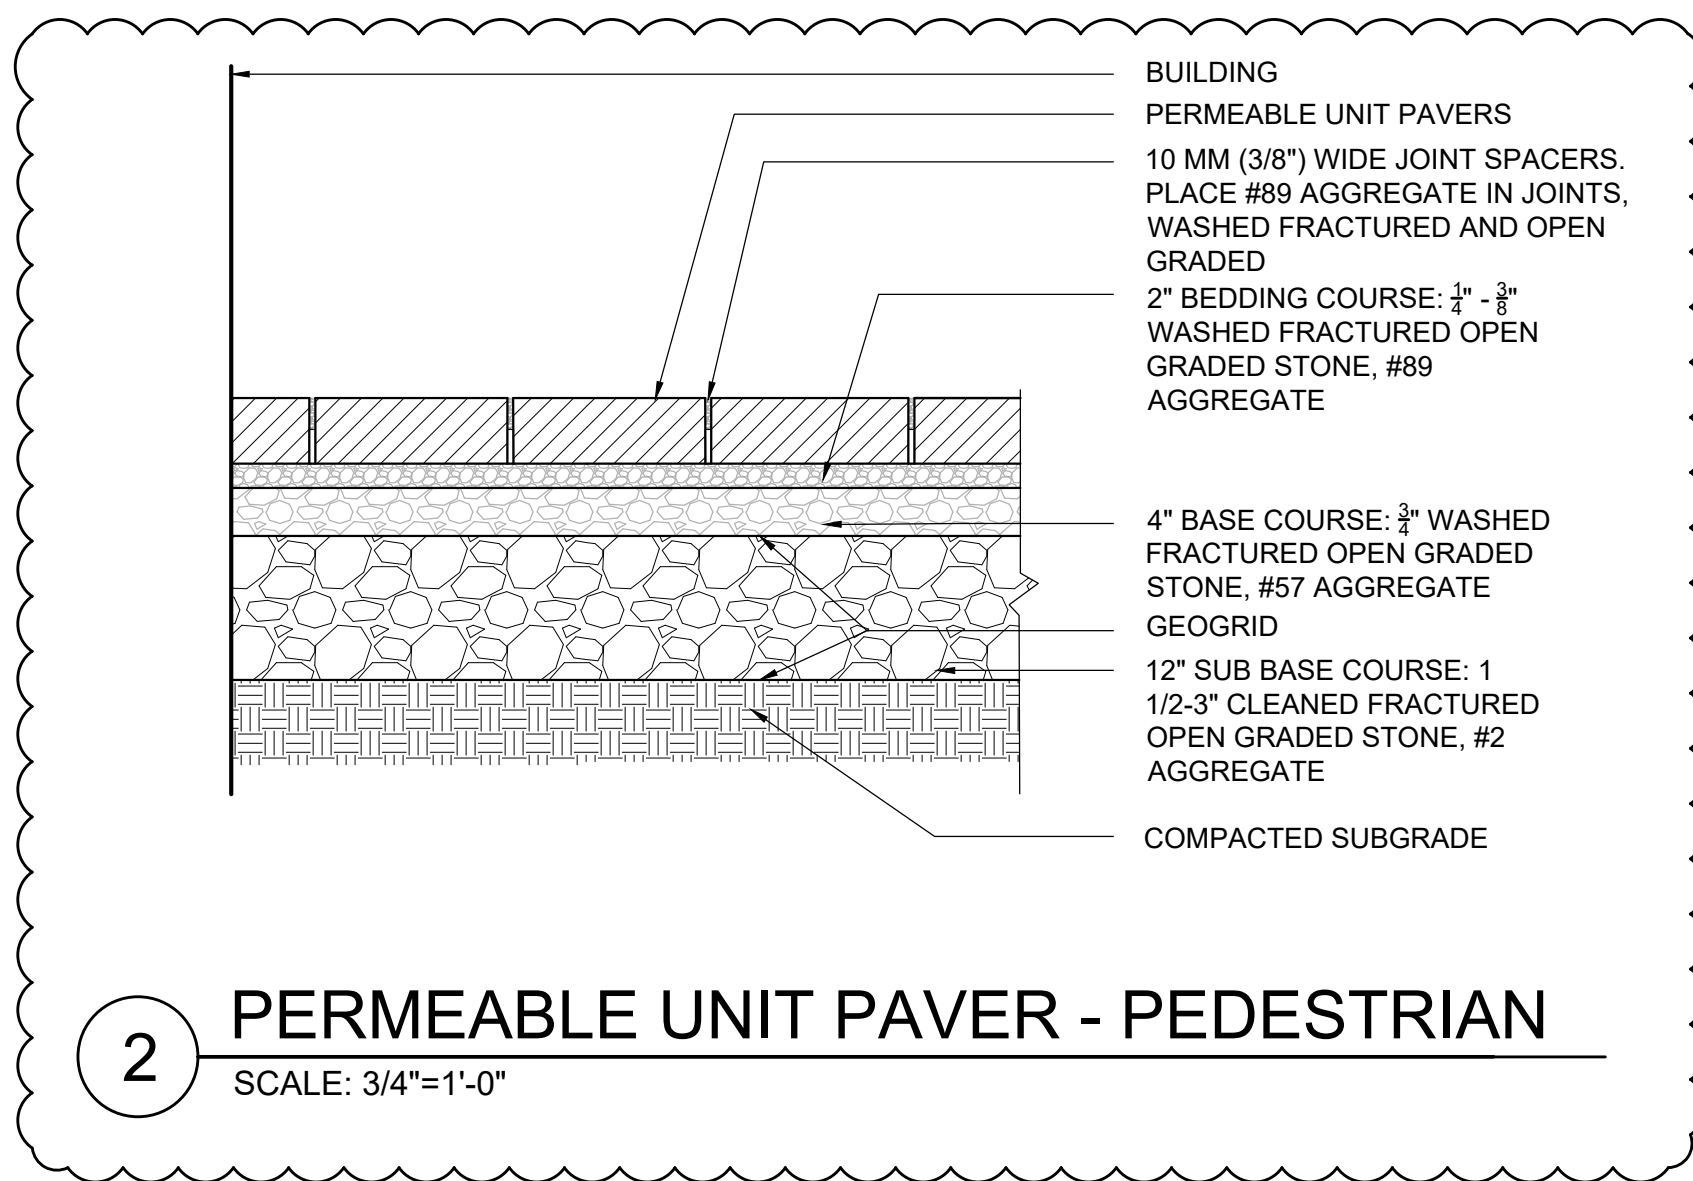 BUILDING
PERMEABLE UNIT PAVERS
10 MM (3/8") WIDE JOINT SPACERS.
PLACE #89 AGGREGATE IN JOINTS,
WASHED FRACTURED AND OPEN
GRADED
2" BEDDING COURSE: 1/4" - 3/8"
WASHED FRACTURED OPEN
GRADED STONE, #89
AGGREGATE
4" BASE COURSE: 3/4" WASHED
FRACTURED OPEN GRADED
STONE, #57 AGGREGATE
GEOGRID
12" SUB BASE COURSE: 1
1/2-3" CLEANED FRACTURED
OPEN GRADED STONE, #2
AGGREGATE
COMPACTED SUBGRADE
2
PERMEABLE UNIT PAVER - PEDESTRIAN
SCALE: 3/4"=1'-0"